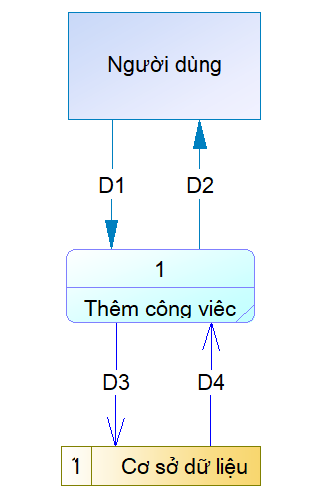 Người dùng
D1 D2
1
Thêm công viêc
D3 D4
1 Cơ sở dữ liệu